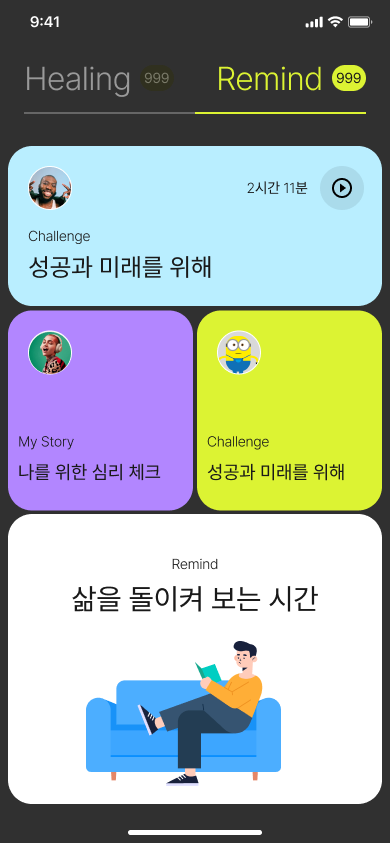 9:41
Healing 999
Remind 999
2시간 11분
Challenge
성공과 미래를 위해
My Story
나를 위한 심리 체크
Challenge
성공과 미래를 위해
Remind
삶을 돌이켜 보는 시간